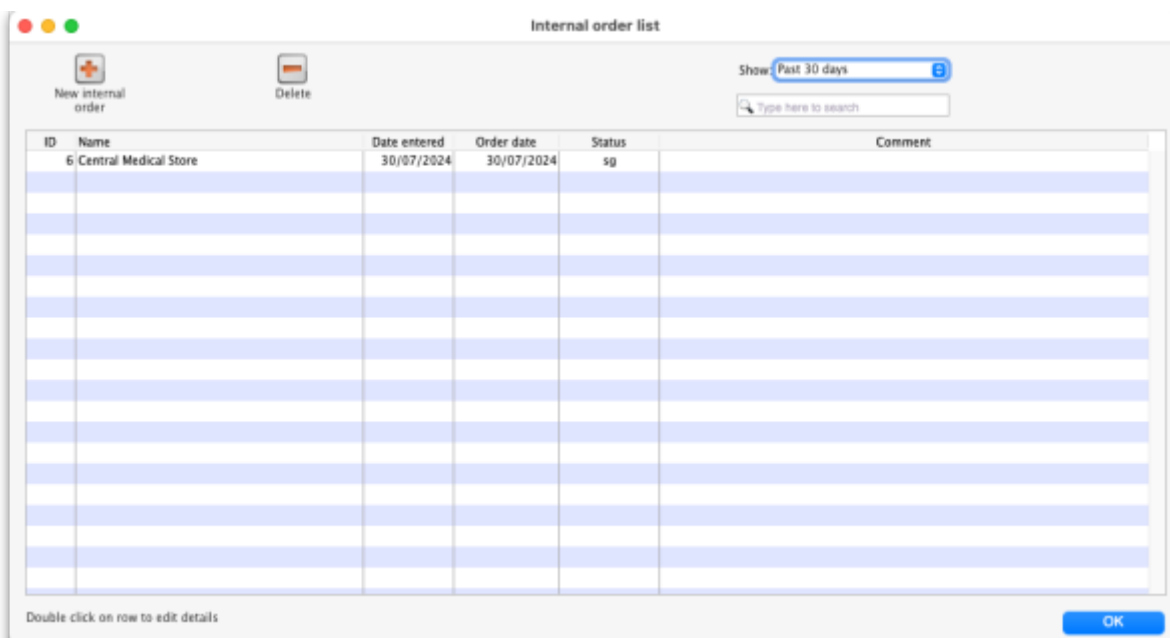 Internal order list
New internal
order
Delete
Show: Past 30 days
Type here to search
ID Name Date entered Order date Status Comment
6 Central Medical Store 30/07/2024 30/07/2024 sg
Double click on row to edit details
OK